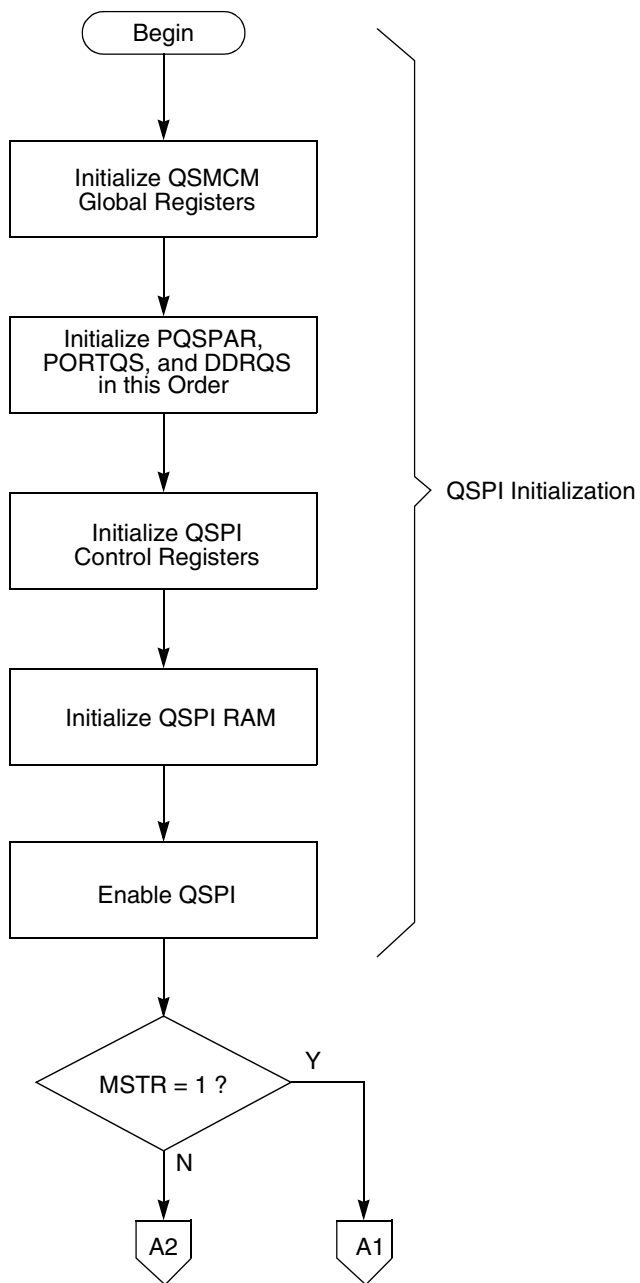 Begin
Initialize QSMCM
Global Registers
Initialize PQSPAR,
PORTQS, and DDRQS
in this Order
QSPI Initialization
Initialize QSPI
Control Registers
Initialize QSPI RAM
Enable QSPI
MSTR = 1 ?
Y
N
A2
A1